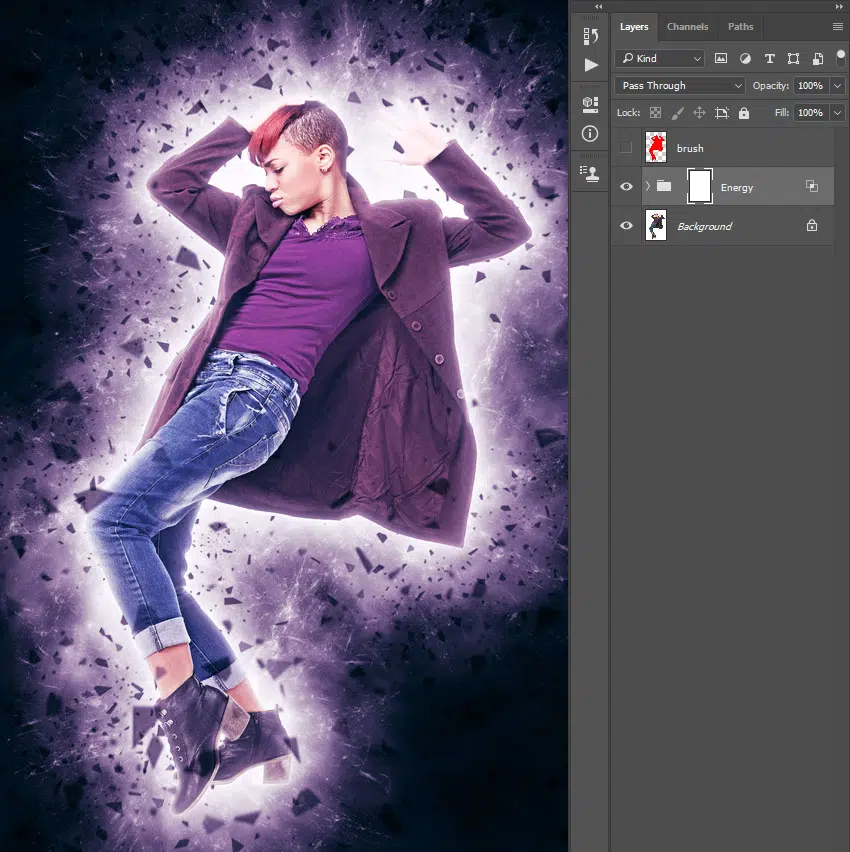 Layers Channels Paths
Kind
Pass Through Opacity: 100%
Lock: Fill: 100%
brush
Energy
Background